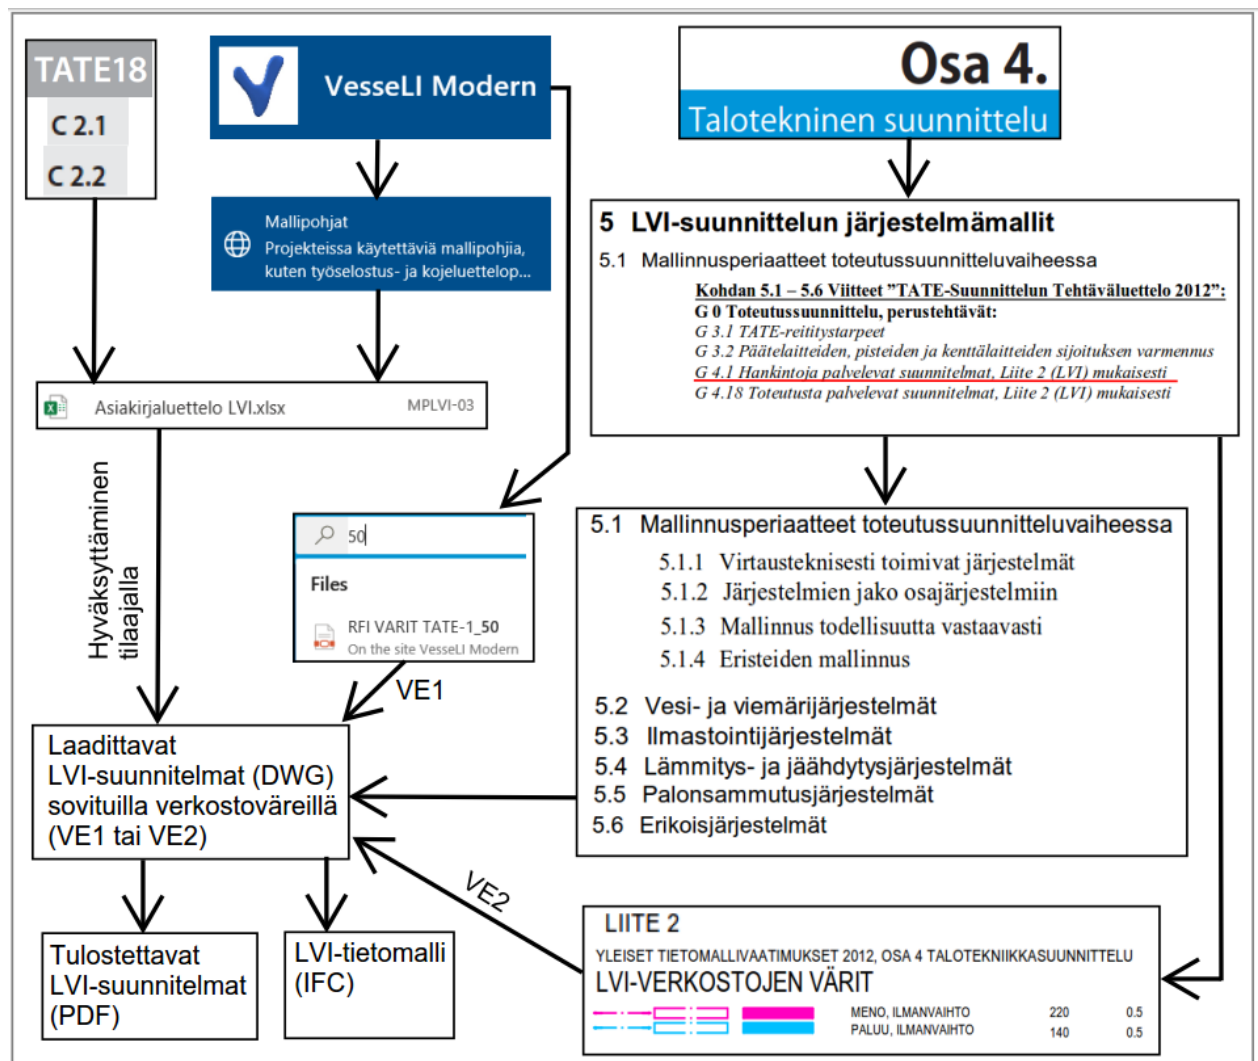 TATE18
C 2.1
C 2.2
VesseLI Modern
Osa 4.
Talotekninen suunnittelu
Mallipohjat
Projekteissa käytettäviä mallipohjia,
kuten työselostus- ja kojeluettelop...
5 LVI-suunnittelun järjestelmämallit
5.1 Mallinnusperiaatteet toteutussuunnitteluvaiheessa
Kohdan 5.1 – 5.6 Viitteet "TATE-Suunnittelun Tehtäväluettelo 2012":
G 0 Toteutussuunnittelu, perustehtävät:
G 3.1 TATE-reititystarpeet
G 3.2 Päätelaitteiden, pisteiden ja kenttälaitteiden sijoituksen varmennus
G 4.1 Hankintoja palvelevat suunnitelmat, Liite 2 (LVI) mukaisesti
G 4.18 Toteutusta palvelevat suunnitelmat, Liite 2 (LVI) mukaisesti
Asiakirjaluettelo LVI.xlsx MPLVI-03
Hyväksyttäminen
tilaajalla
50
Files
RFI VARIT TATE-1_50
On the site VesseLI Modern
VE1
5.1 Mallinnusperiaatteet toteutussuunnitteluvaiheessa
5.1.1 Virtausteknisesti toimivat järjestelmät
5.1.2 Järjestelmien jako osajärjestelmiin
5.1.3 Mallinnus todellisuutta vastaavasti
5.1.4 Eristeiden mallinnus
5.2 Vesi- ja viemärijärjestelmät
5.3 Ilmastointijärjestelmät
5.4 Lämmitys- ja jäähdytysjärjestelmät
5.5 Palonsammutusjärjestelmät
5.6 Erikoisjärjestelmät
Laadittavat
LVI-suunnitelmat (DWG)
sovituilla verkostoväreillä
(VE1 tai VE2)
VE2
Tulostettavat
LVI-suunnitelmat
(PDF)
LVI-tietomalli
(IFC)
LIITE 2
YLEISET TIETOMALLIVAATIMUKSET 2012, OSA 4 TALOTEKNIIKKASUUNNITTELU
LVI-VERKOSTOJEN VÄRIT
MENO, ILMANVAIHTO 220 0.5
PALUU, ILMANVAIHTO 140 0.5